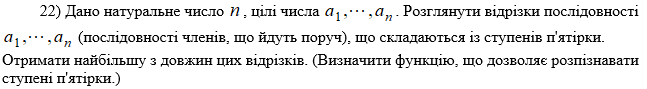 22) Дано натуральне число n, цілі числа a₁,⋯,aₙ. Розглянути відрізки послідовності
a₁,⋯,aₙ (послідовності членів, що йдуть поруч), що складаються із ступенів п'ятірки.
Отримати найбільшу з довжин цих відрізків. (Визначити функцію, що дозволяє розпізнавати
ступені п'ятірки.)